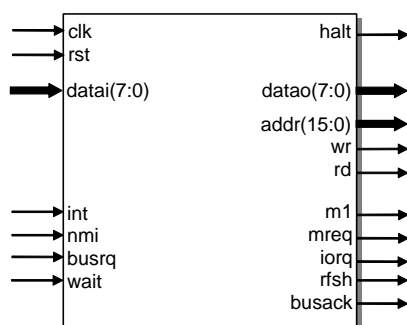 clk
rst
datai(7:0)
int
nmi
busrq
wait
halt
datao(7:0)
addr(15:0)
wr
rd
m1
mreq
iorq
rfsh
busack